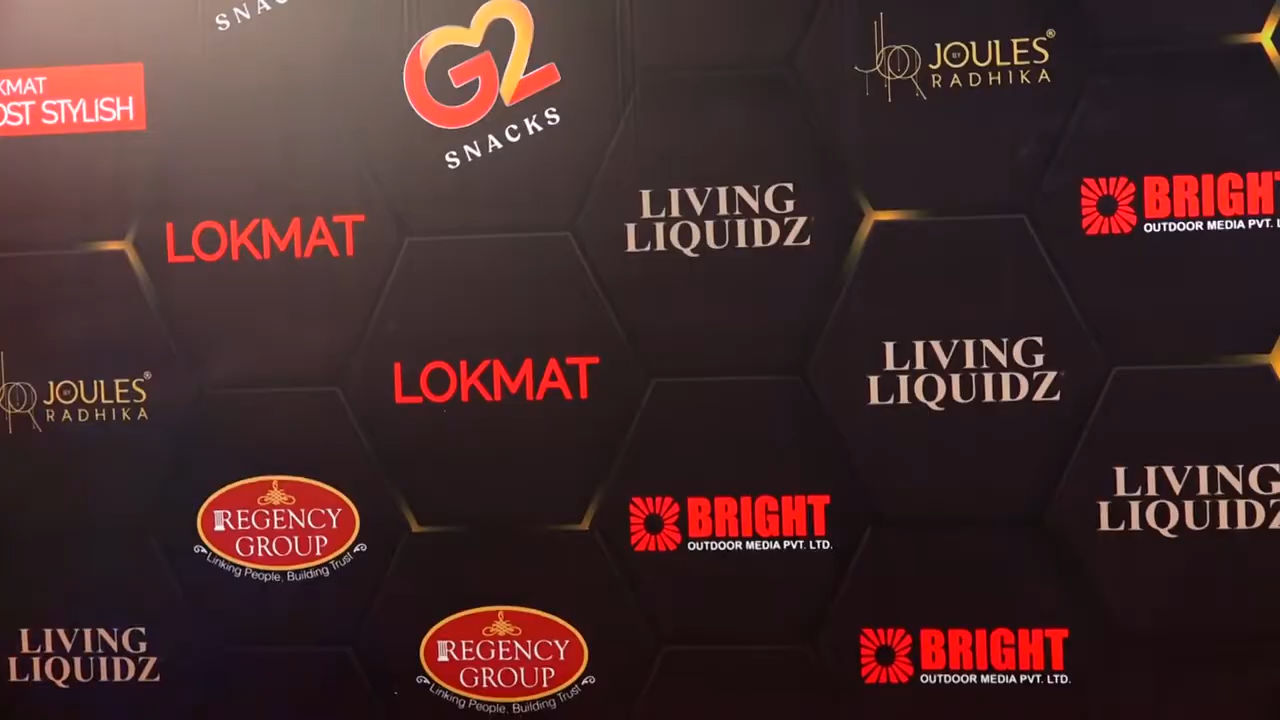 SNAC
G2
SNACKS
JOULES®
BY
RADHIKA
KMAT
OST STYLISH
LOKMAT
LIVING
LIQUIDZ
BRIGHT
OUTDOOR MEDIA PVT. L
LOKMAT
LIVING
LIQUIDZ
JOULES®
BY
RADHIKA
REGENCY
GROUP
Linking People, Building Trust
BRIGHT
OUTDOOR MEDIA PVT. LTD.
LIVING
LIQUIDZ
LIVING
LIQUIDZ
REGENCY
GROUP
Linking People, Building Trust
BRIGHT
OUTDOOR MEDIA PVT. LTD.